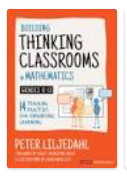 BUILDING
THINKING
CLASSROOMS
IN MATHEMATICS
GRADES K-12
14 TEACHING
PRACTICES
FOR ENHANCING
LEARNING
PETER LILJEDAHL